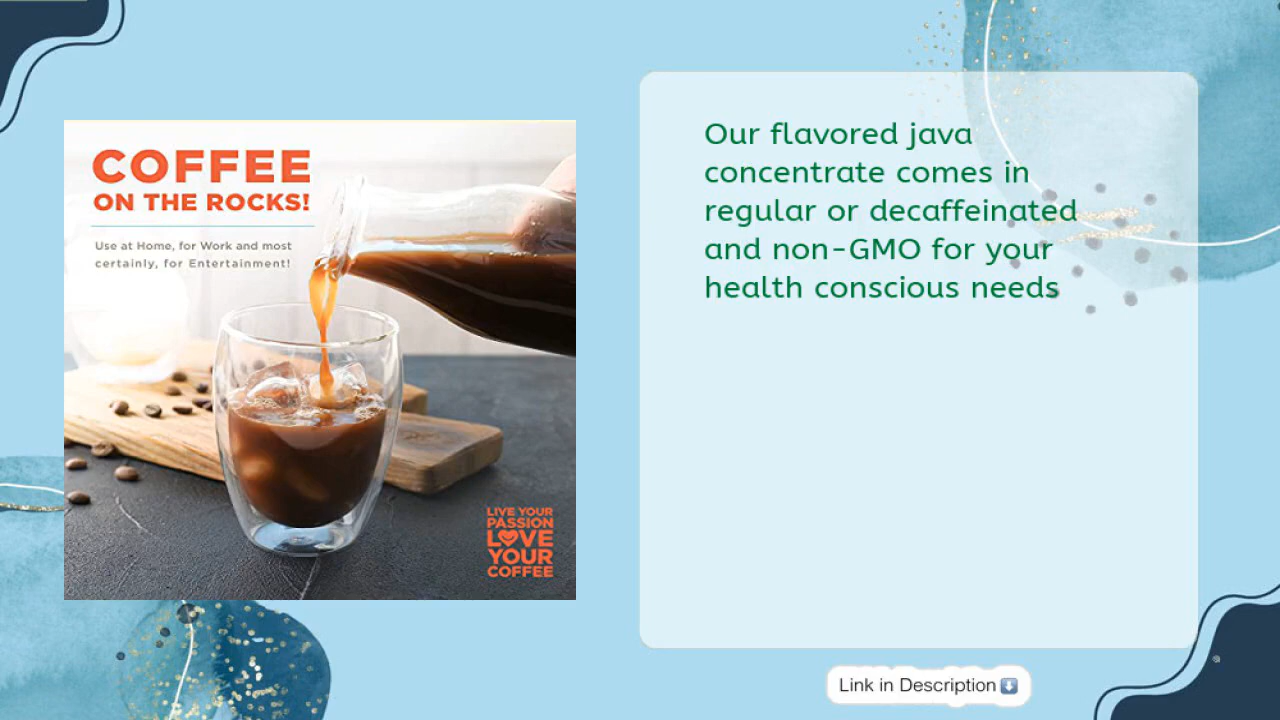 COFFEE
ON THE ROCKS!
Use at Home, for Work and most
certainly, for Entertainment!
LIVE YOUR
PASSION
LOVE
YOUR
COFFEE
Our flavored java
concentrate comes in
regular or decaffeinated
and non-GMO for your
health conscious needs
Link in Description